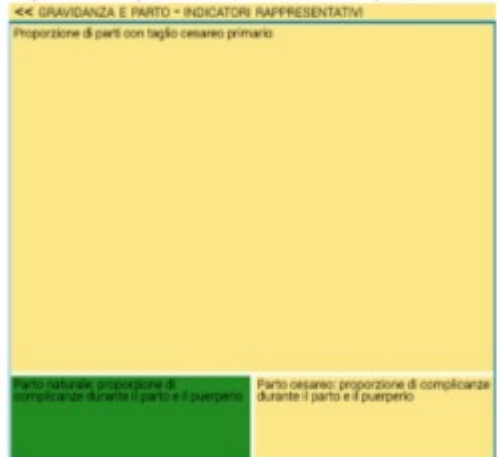 << GRAVIDANZA E PARTO - INDICATORI RAPPRESENTATIVI
Proporzione di parti con taglio cesareo primario
Parto naturale: proporzione di
complicanze durante il parto e il puerperio
Parto cesareo: proporzione di complicanze
durante il parto e il puerperio